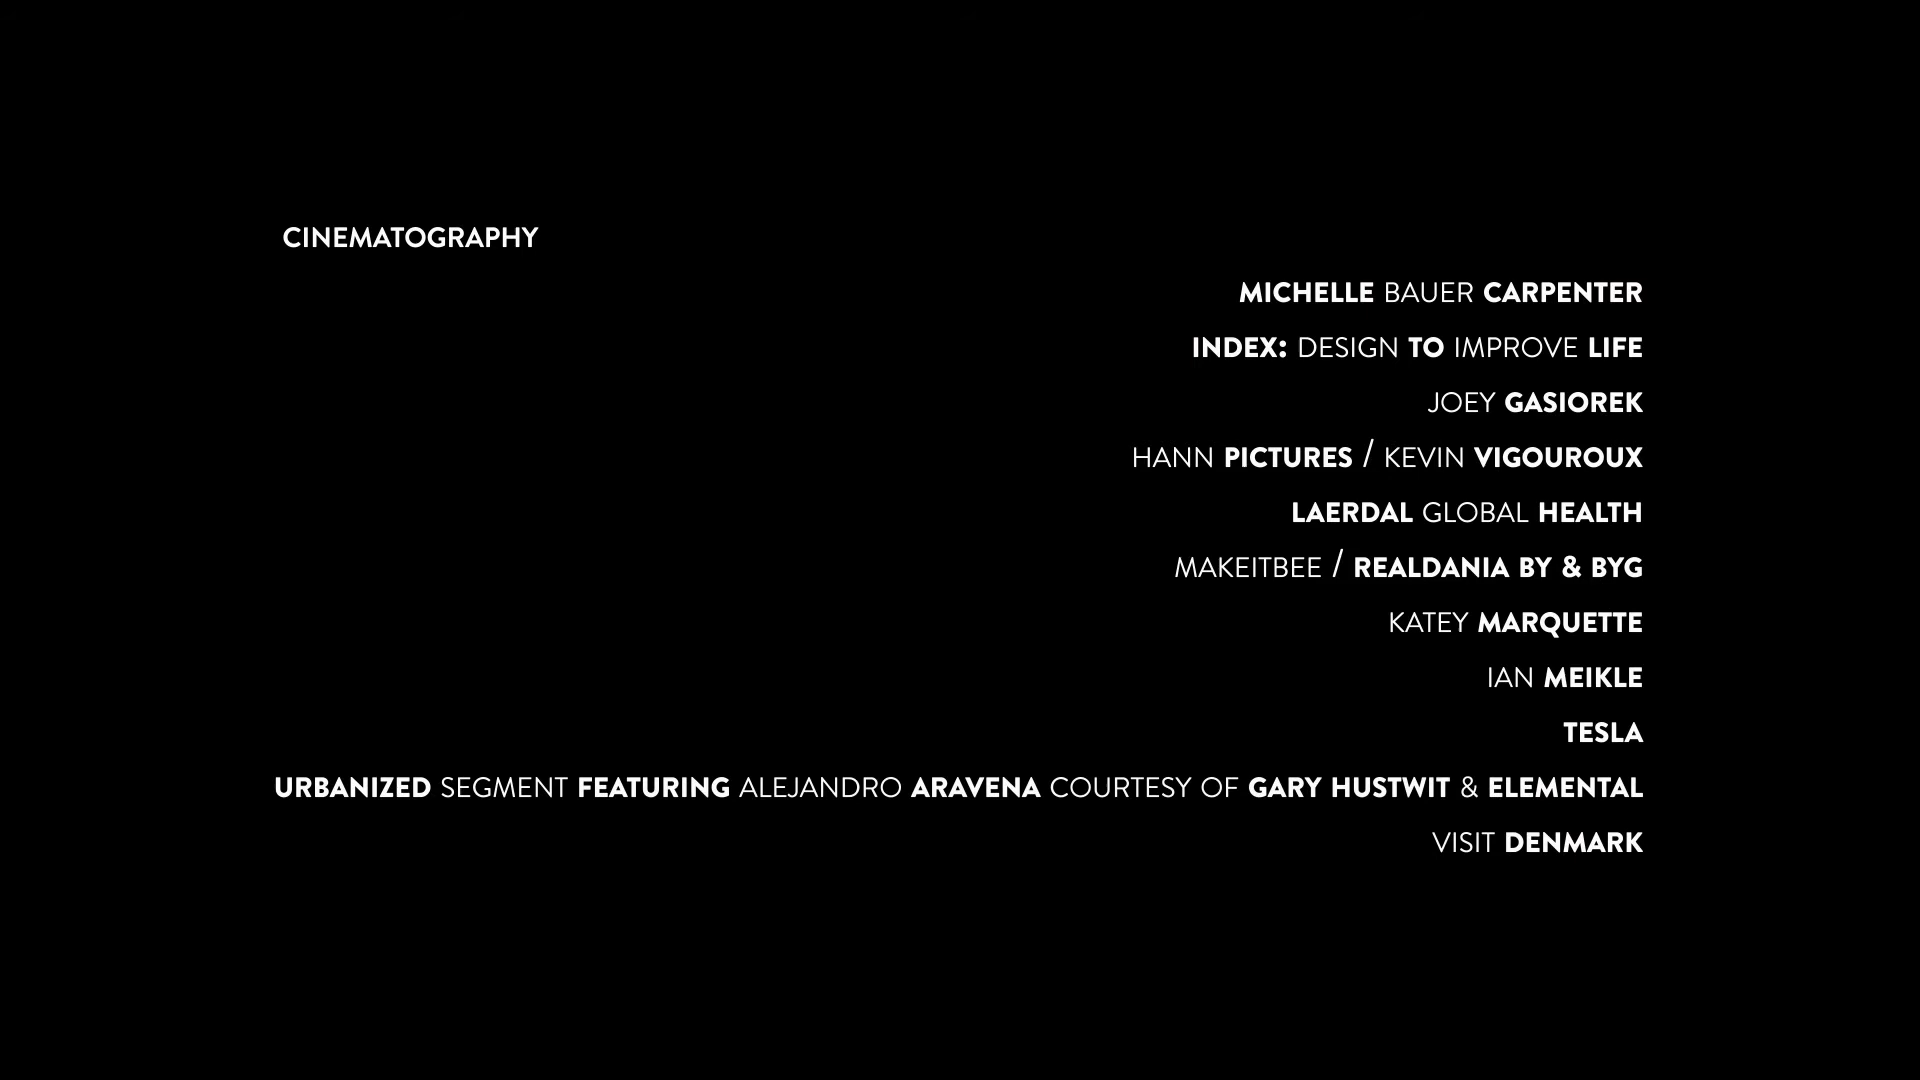 CINEMATOGRAPHY
MICHELLE BAUER CARPENTER
INDEX: DESIGN TO IMPROVE LIFE
JOEY GASIOREK
HANN PICTURES / KEVIN VIGOUROUX
LAERDAL GLOBAL HEALTH
MAKEITBEE / REALDANIA BY & BYG
KATEY MARQUETTE
IAN MEIKLE
TESLA
URBANIZED SEGMENT FEATURING ALEJANDRO ARAVENA COURTESY OF GARY HUSTWIT & ELEMENTAL
VISIT DENMARK